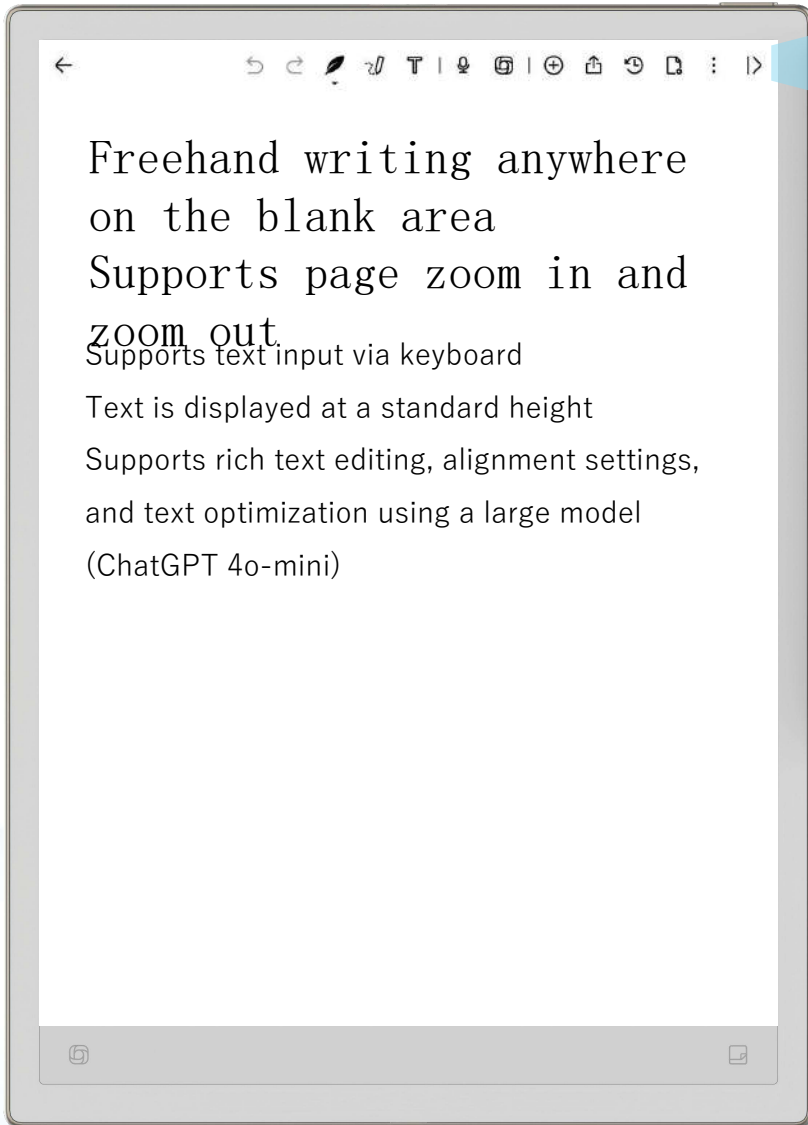 Freehand writing anywhere
on the blank area
Supports page zoom in and
zoom out
Supports text input via keyboard
Text is displayed at a standard height
Supports rich text editing, alignment settings,
and text optimization using a large model
(ChatGPT 4o-mini)